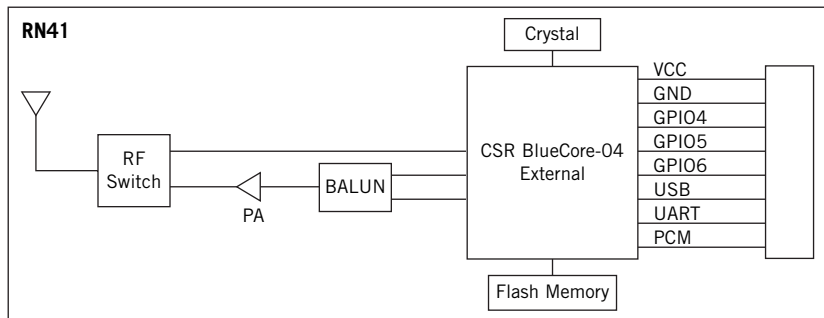 RN41
Crystal
RF
Switch
PA
BALUN
CSR BlueCore-04
External
Flash Memory
VCC
GND
GPIO4
GPIO5
GPIO6
USB
UART
PCM